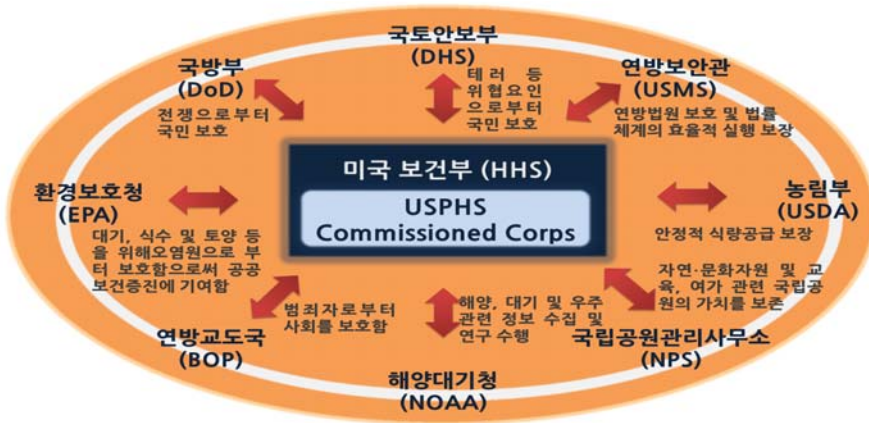 국토안보부
(DHS)
테러 등
위협요인
으로부터
국민 보호
국방부
(DoD)
전쟁으로부터
국민 보호
연방보안관
(USMS)
연방법원 보호 및 법률
체계의 효율적 실행 보장
미국 보건부 (HHS)
USPHS
Commissioned Corps
환경보호청
(EPA)
대기, 식수 및 토양 등
을 위해오염원으로 부
터 보호함으로써 공공
보건증진에 기여함
농림부
(USDA)
안정적 식량공급 보장
연방교도국
(BOP)
범죄자로부터
사회를 보호함
해양, 대기 및 우주
관련 정보 수집 및
연구 수행
해양대기청
(NOAA)
자연·문화자원 및 교
육, 여가 관련 국립공
원의 가치를 보존
국립공원관리사무소
(NPS)